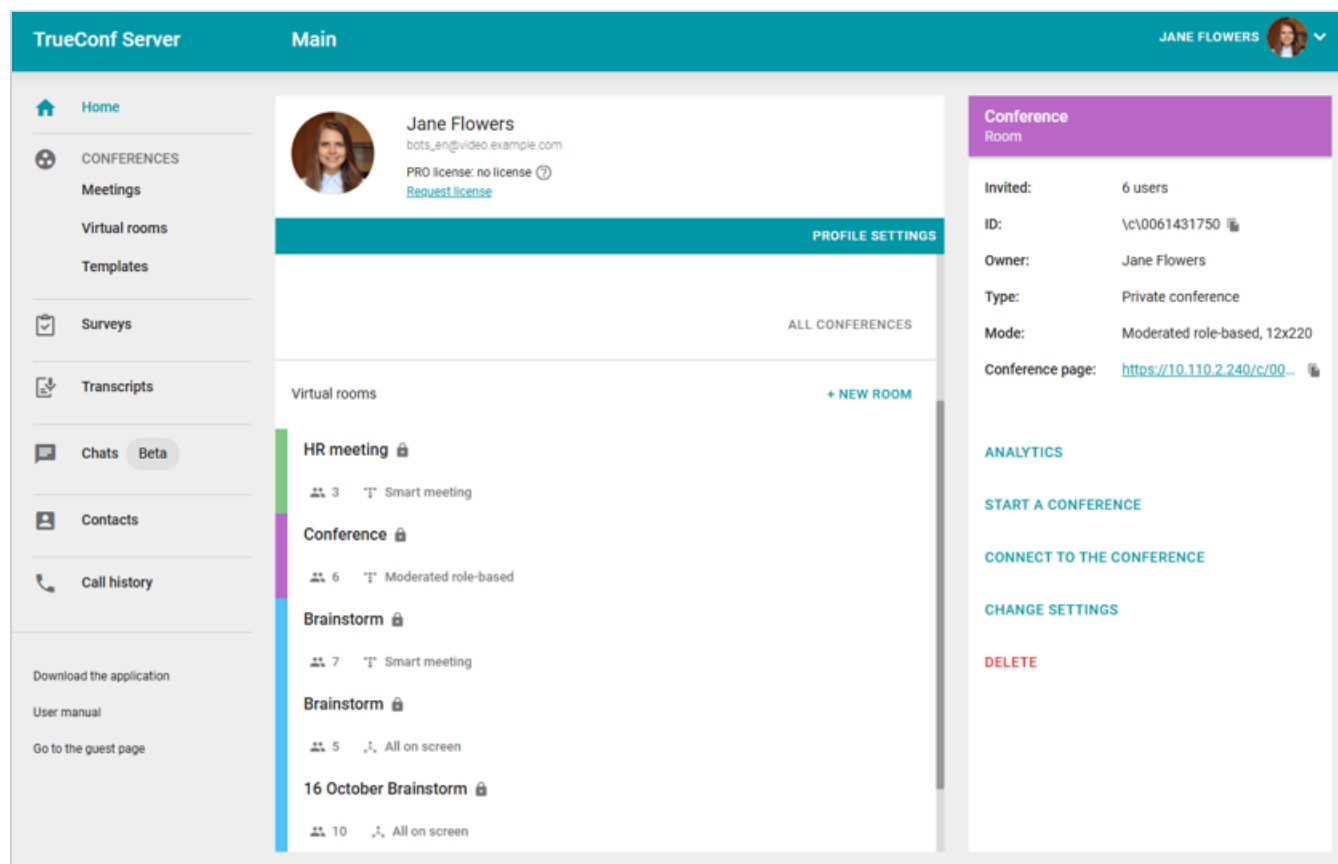 TrueConf Server
Main
JANE FLOWERS
Home
CONFERENCES
Meetings
Virtual rooms
Templates
Surveys
Transcripts
Chats Beta
Contacts
Call history
Download the application
User manual
Go to the guest page
Jane Flowers
bots_en@video.example.com
PRO license: no license ?
Request license
PROFILE SETTINGS
ALL CONFERENCES
Virtual rooms + NEW ROOM
HR meeting
3 Smart meeting
Conference
6 Moderated role-based
Brainstorm
7 Smart meeting
Brainstorm
5 All on screen
16 October Brainstorm
10 All on screen
Conference
Room
Invited: 6 users
ID: \c\0061431750
Owner: Jane Flowers
Type: Private conference
Mode: Moderated role-based, 12x220
Conference page: https://10.110.2.240/c/00...
ANALYTICS
START A CONFERENCE
CONNECT TO THE CONFERENCE
CHANGE SETTINGS
DELETE